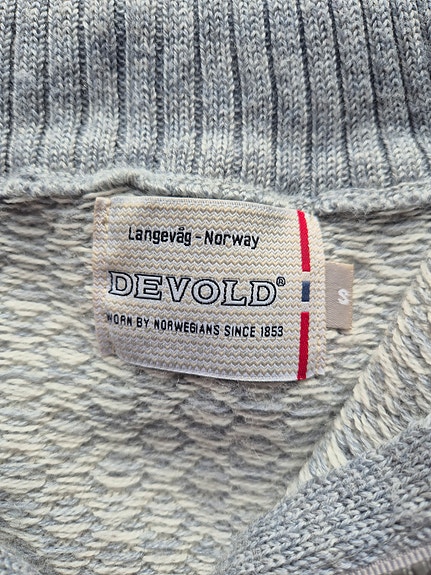 Langevåg - Norway
DEVOLD®
WORN BY NORWEGIANS SINCE 1853
S